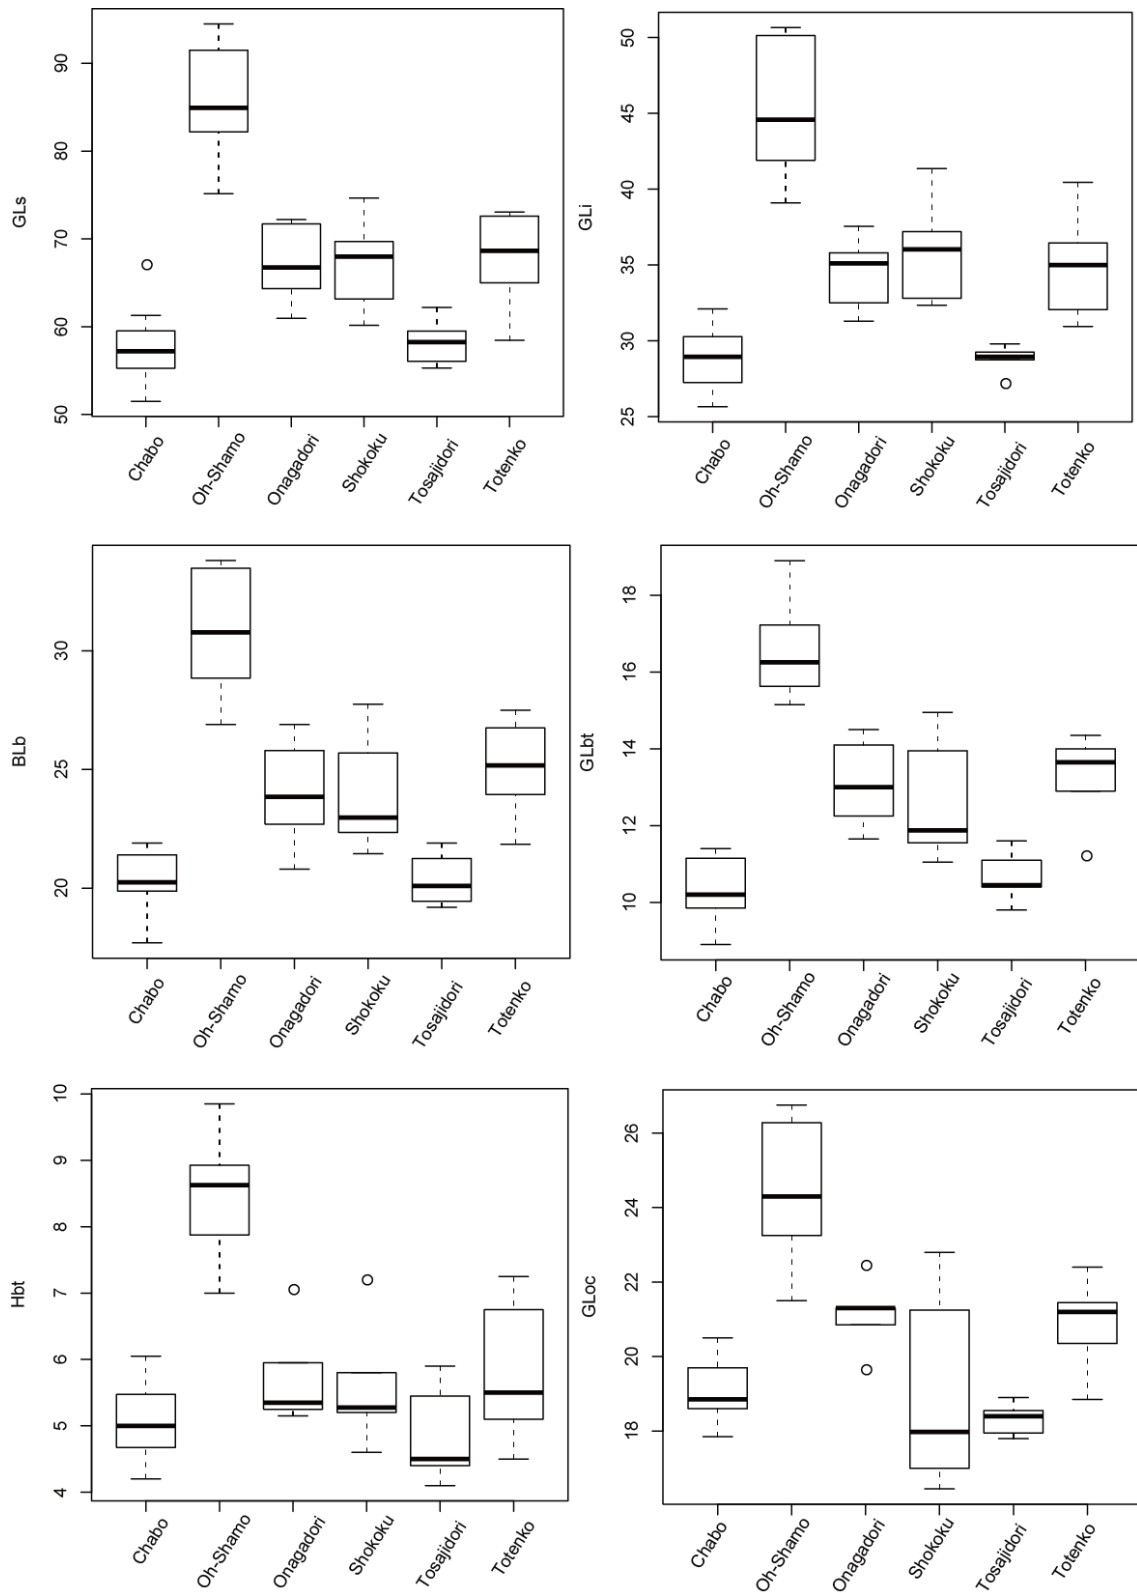 GLs
90
80
70
60
50
Chabo
Oh-Shamo
Onagadori
Shokoku
Tosajidori
Totenko
GLi
50
45
40
35
30
25
Chabo
Oh-Shamo
Onagadori
Shokoku
Tosajidori
Totenko
BLb
30
25
20
Chabo
Oh-Shamo
Onagadori
Shokoku
Tosajidori
Totenko
GLbt
18
16
14
12
10
Chabo
Oh-Shamo
Onagadori
Shokoku
Tosajidori
Totenko
Hbt
10
9
8
7
6
5
4
Chabo
Oh-Shamo
Onagadori
Shokoku
Tosajidori
Totenko
GLoc
26
24
22
20
18
Chabo
Oh-Shamo
Onagadori
Shokoku
Tosajidori
Totenko